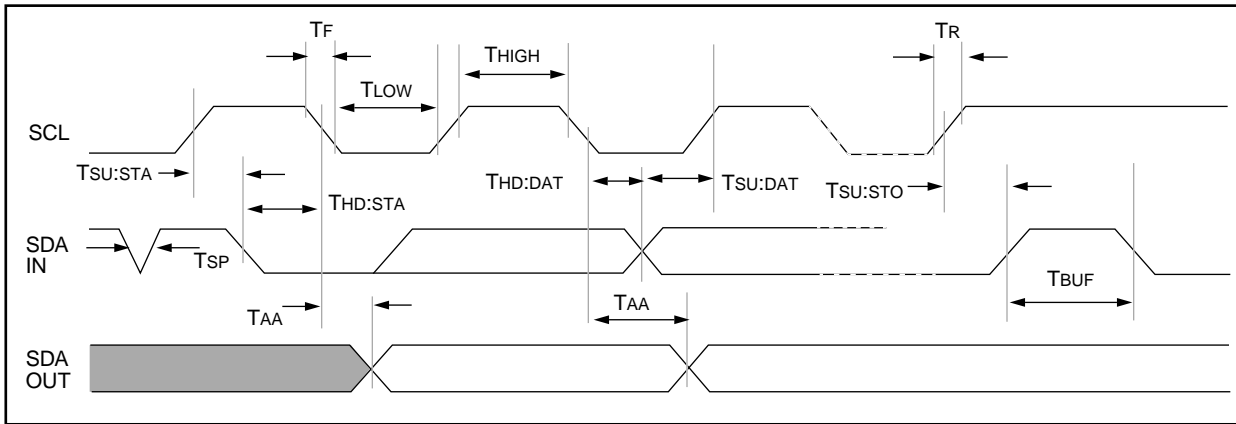 TF
TR
THIGH
TLOW
SCL
TSU:STA
THD:DAT
TSU:DAT
TSU:STO
THD:STA
SDA
IN
TSP
TBUF
TAA
TAA
SDA
OUT